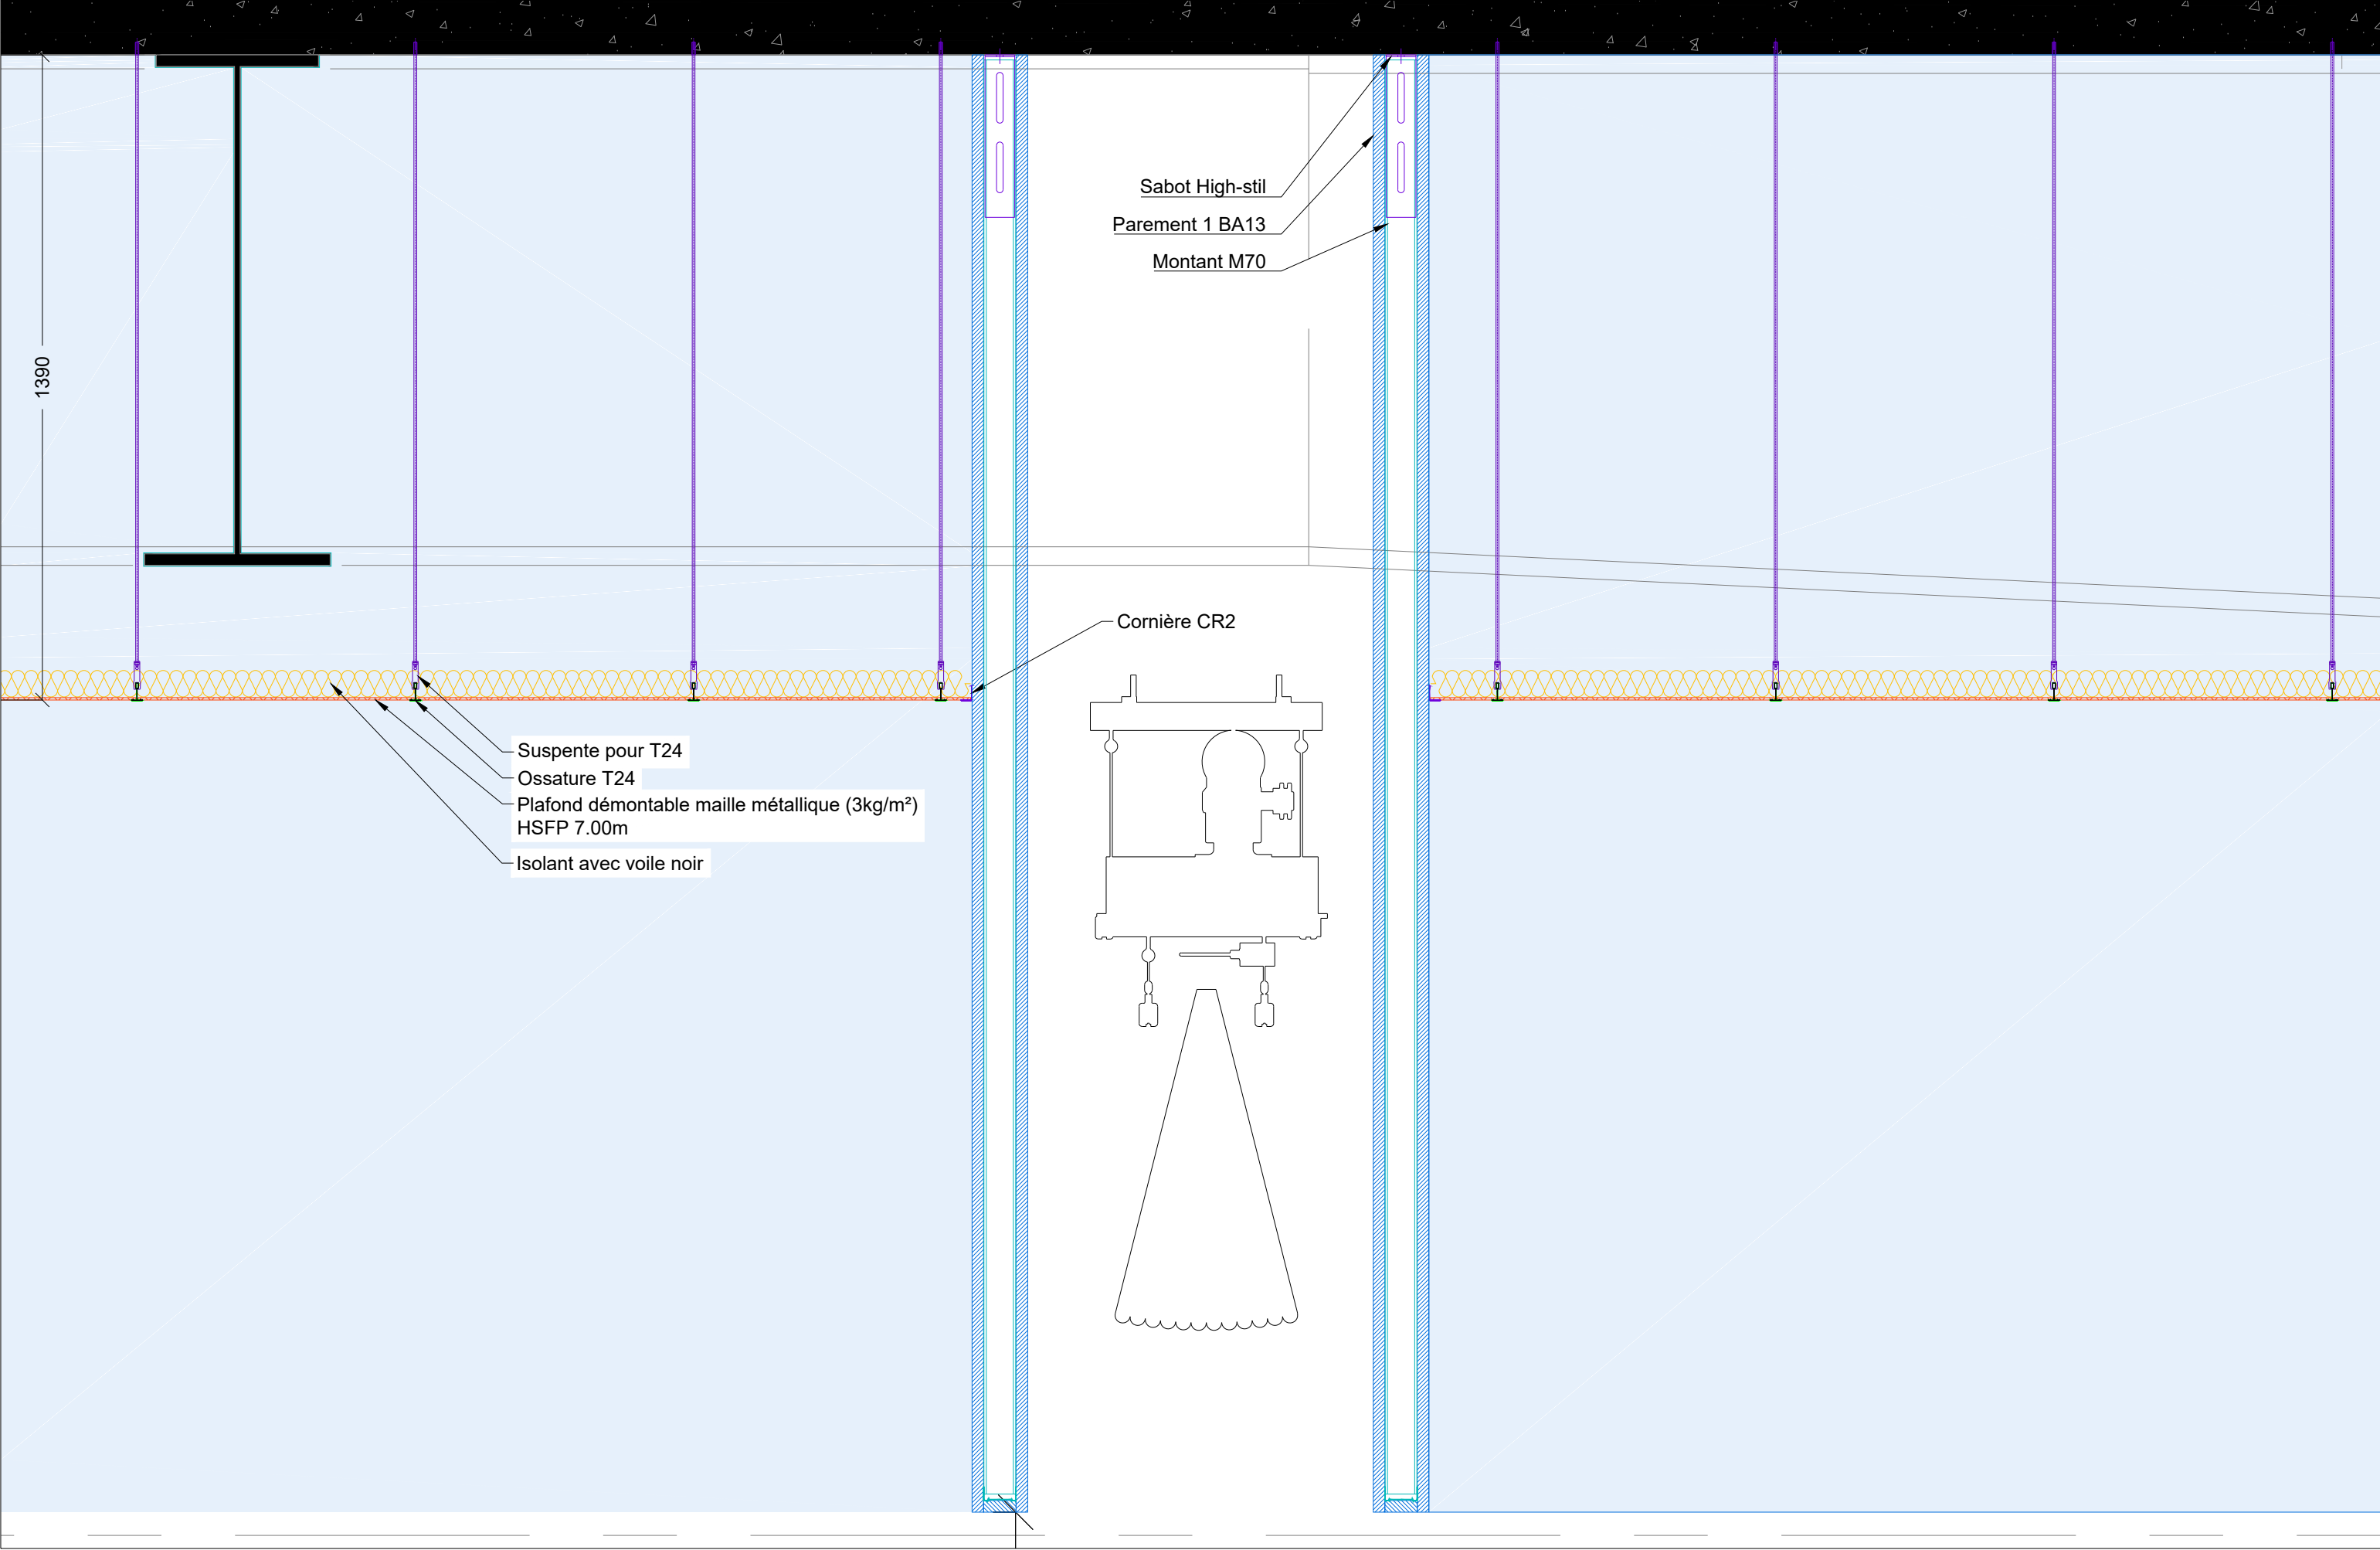 Sabot High-stil
Parement 1 BA13
Montant M70
1390
Cornière CR2
Suspente pour T24
Ossature T24
Plafond démontable maille métallique (3kg/m²)
HSFP 7.00m
Isolant avec voile noir